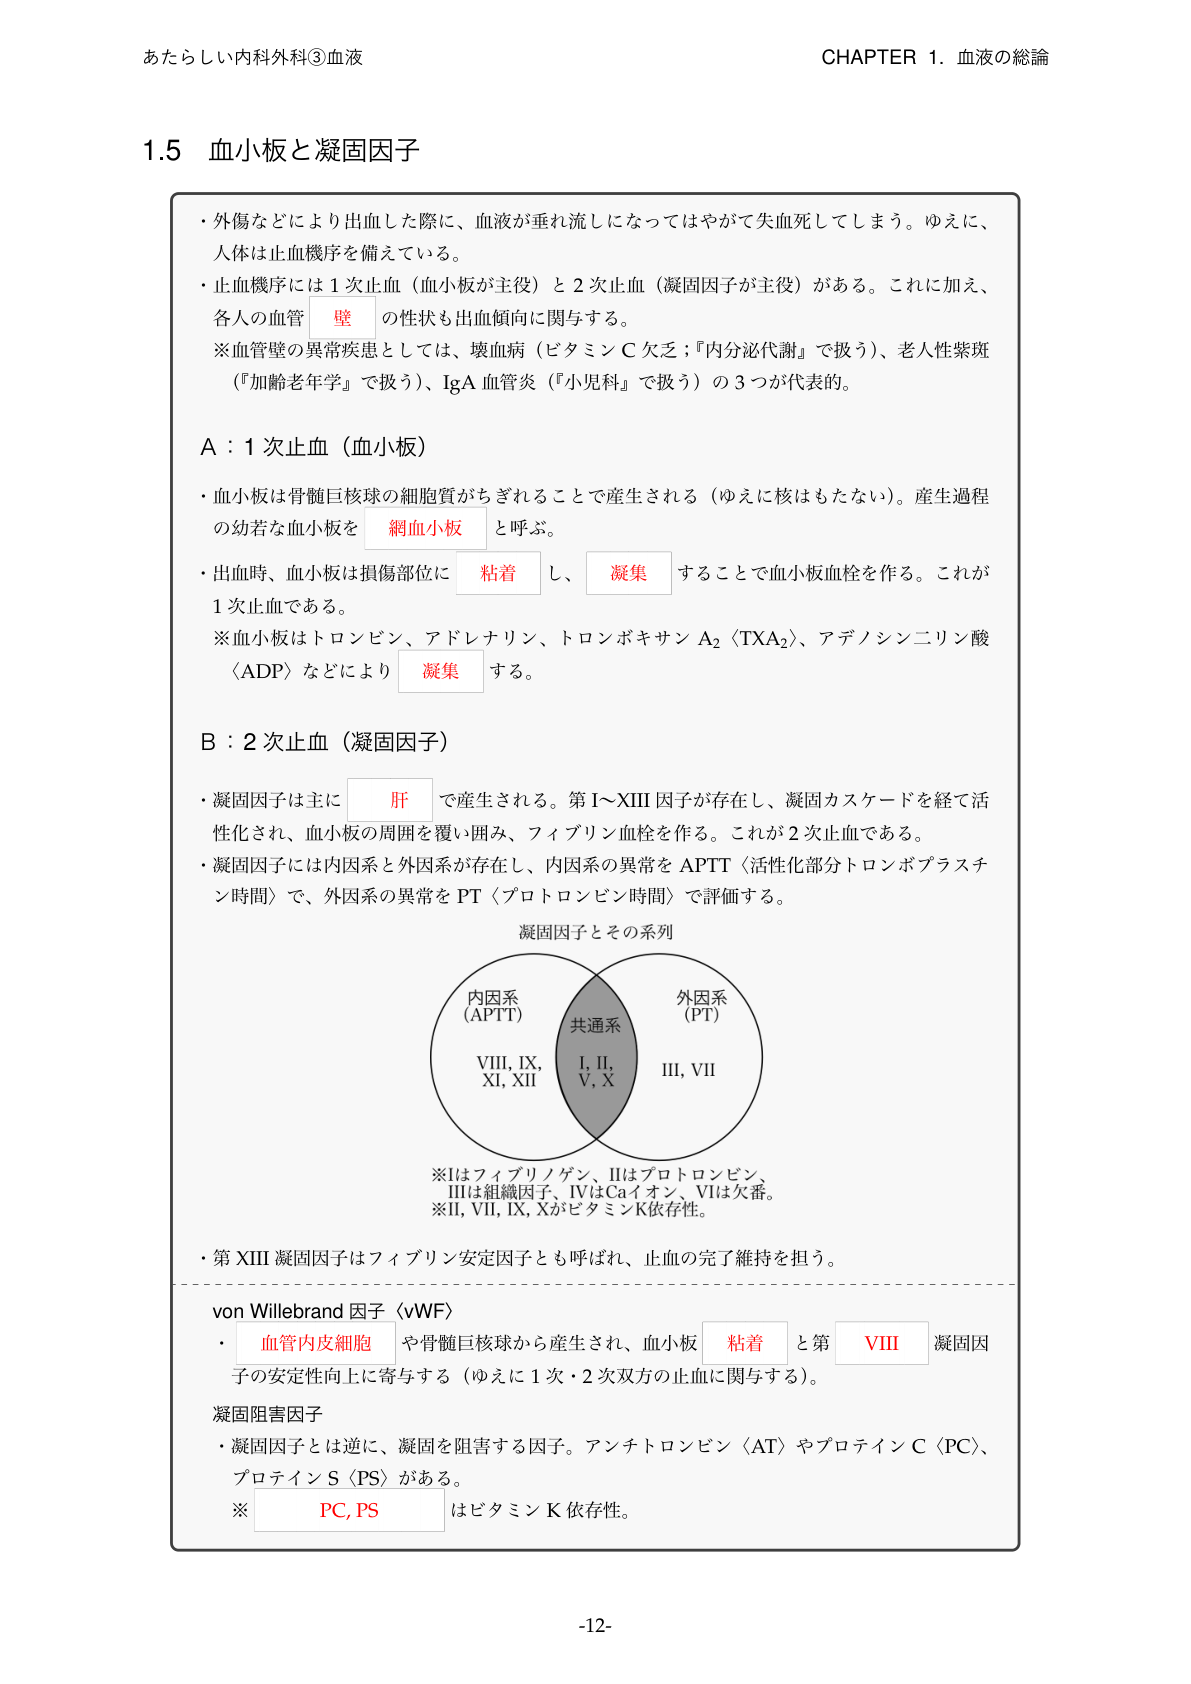 あたらしい内科外科③血液
CHAPTER 1. 血液の総論
1.5 血小板と凝固因子
・外傷などにより出血した際に、血液が垂れ流しになってはやがて失血死してしまう。ゆえに、
人体は止血機序を備えている。
・止血機序には 1 次止血（血小板が主役）と 2 次止血（凝固因子が主役）がある。これに加え、
各人の血管 壁 の性状も出血傾向に関与する。
※血管壁の異常疾患としては、壊血病（ビタミン C 欠乏；『内分泌代謝』で扱う）、老人性紫斑
（『加齢老年学』で扱う）、IgA 血管炎（『小児科』で扱う）の 3 つが代表的。
A：1 次止血（血小板）
・血小板は骨髄巨核球の細胞質がちぎれることで産生される（ゆえに核はもたない）。産生過程
の幼若な血小板を 網血小板 と呼ぶ。
・出血時、血小板は損傷部位に 粘着 し、 凝集 することで血小板血栓を作る。これが
1 次止血である。
※血小板はトロンビン、アドレナリン、トロンボキサン A₂〈TXA₂〉、アデノシン二リン酸
〈ADP〉などにより 凝集 する。
B：2 次止血（凝固因子）
・凝固因子は主に 肝 で産生される。第 I〜XIII 因子が存在し、凝固カスケードを経て活
性化され、血小板の周囲を覆い囲み、フィブリン血栓を作る。これが 2 次止血である。
・凝固因子には内因系と外因系が存在し、内因系の異常を APTT〈活性化部分トロンボプラスチ
ン時間〉で、外因系の異常を PT〈プロトロンビン時間〉で評価する。
凝固因子とその系列
内因系
(APTT)
外因系
(PT)
共通系
VIII, IX,
XI, XII
I, II,
V, X
III, VII
※Iはフィブリノゲン、IIはプロトロンビン、
IIIは組織因子、IVはCaイオン、VIは欠番。
※II, VII, IX, XがビタミンK依存性。
・第 XIII 凝固因子はフィブリン安定因子とも呼ばれ、止血の完了維持を担う。
von Willebrand 因子〈vWF〉
・ 血管内皮細胞 や骨髄巨核球から産生され、血小板 粘着 と第 VIII 凝固因
子の安定性向上に寄与する（ゆえに 1 次・2 次双方の止血に関与する）。
凝固阻害因子
・凝固因子とは逆に、凝固を阻害する因子。アンチトロンビン〈AT〉やプロテイン C〈PC〉、
プロテイン S〈PS〉がある。
※ PC, PS はビタミン K 依存性。
-12-